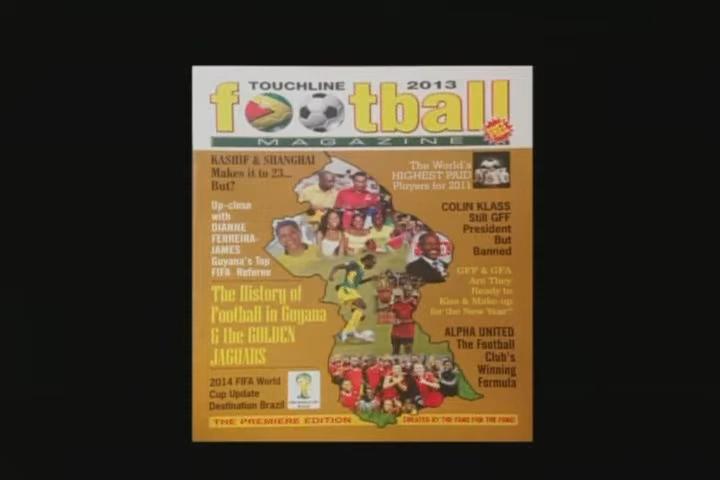 TOUCHLINE 2013
football
MAGAZINE
FREE
KASHIF & SHANGHAI
Makes it to 23...
But?
The World's
HIGHEST PAID
Players for 2011
Up-close
with
DIANNE
FERREIRA-
JAMES
Guyana's Top
FIFA Referee
COLIN KLASS
Still GFF
President
But
Banned
GFF & GFA
Are They
Ready to
Kiss & Make-up
for the New Year?
The History of
Football in Guyana
& the GOLDEN
JAGUARS
ALPHA UNITED
The Football
Club's
Winning
Formula
2014 FIFA World
Cup Update
Destination Brazil
THE PREMIERE EDITION
CREATED BY THE FANS FOR THE FANS!